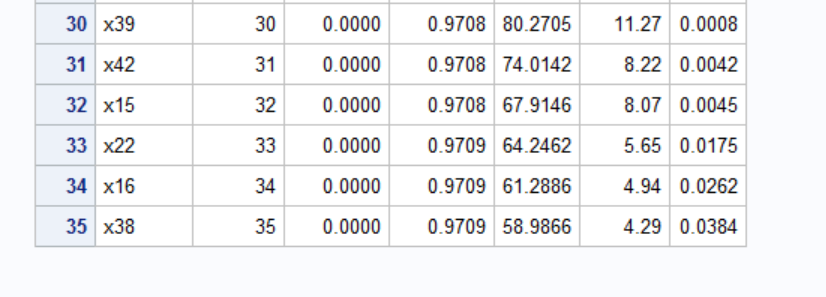 30 x39 30 0.0000 0.9708 80.2705 11.27 0.0008
31 x42 31 0.0000 0.9708 74.0142 8.22 0.0042
32 x15 32 0.0000 0.9708 67.9146 8.07 0.0045
33 x22 33 0.0000 0.9709 64.2462 5.65 0.0175
34 x16 34 0.0000 0.9709 61.2886 4.94 0.0262
35 x38 35 0.0000 0.9709 58.9866 4.29 0.0384